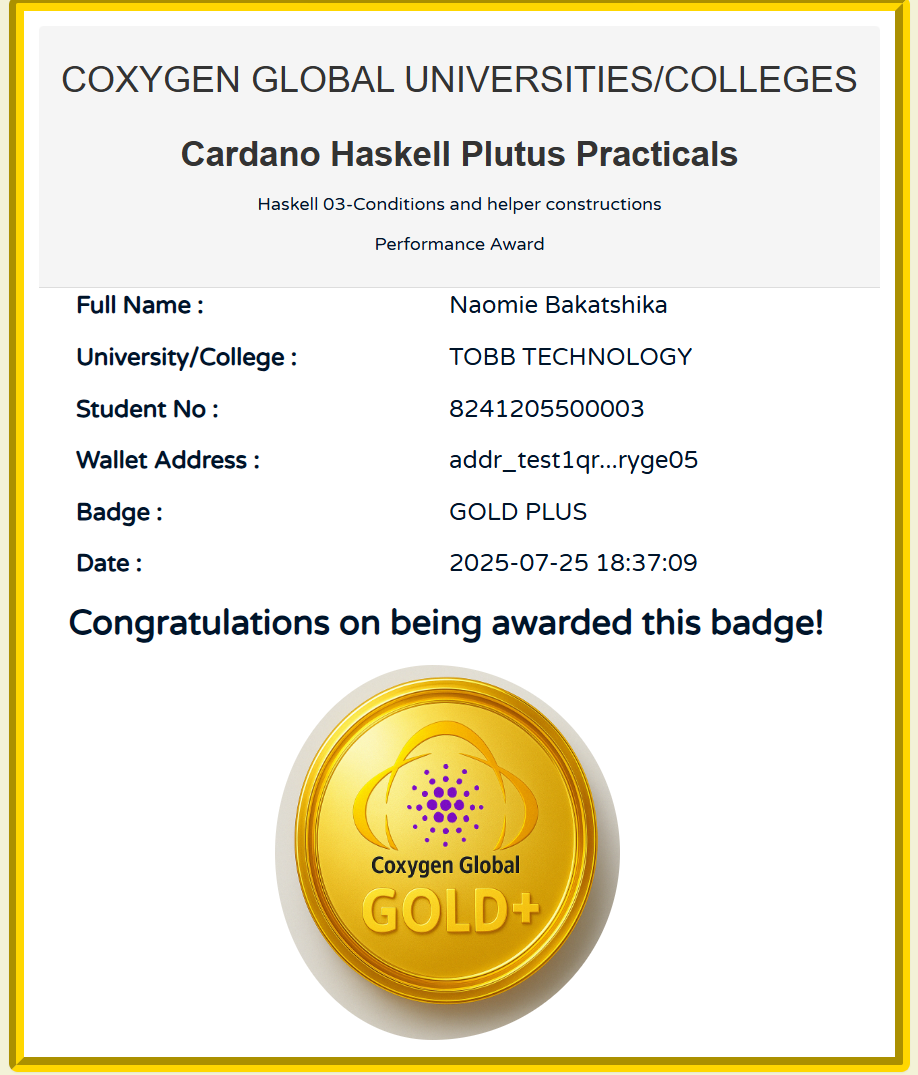 COXYGEN GLOBAL UNIVERSITIES/COLLEGES
Cardano Haskell Plutus Practicals
Haskell 03-Conditions and helper constructions
Performance Award
Full Name : Naomie Bakatshika
University/College : TOBB TECHNOLOGY
Student No : 8241205500003
Wallet Address : addr_test1qr...ryge05
Badge : GOLD PLUS
Date : 2025-07-25 18:37:09
Congratulations on being awarded this badge!
Coxygen Global
GOLD+